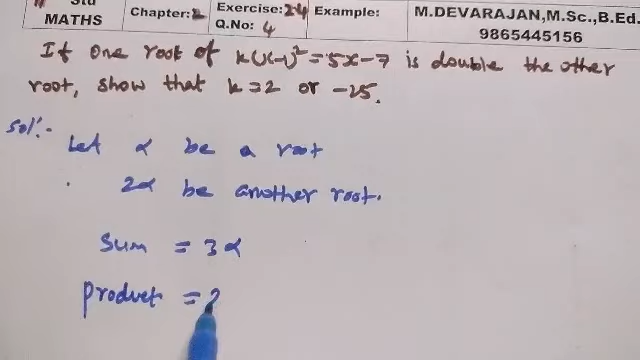 Std Chapter:2 Exercise:2.4 Example: M.DEVARAJAN,M.Sc.,B.Ed.
MATHS Q.No: 4 9865445156
If one root of k(x-1)² = 5x-7 is double the other
root, show that k=2 or -25.
Sol:-
Let α be a root
2α be another root.
Sum = 3α
Product = 2